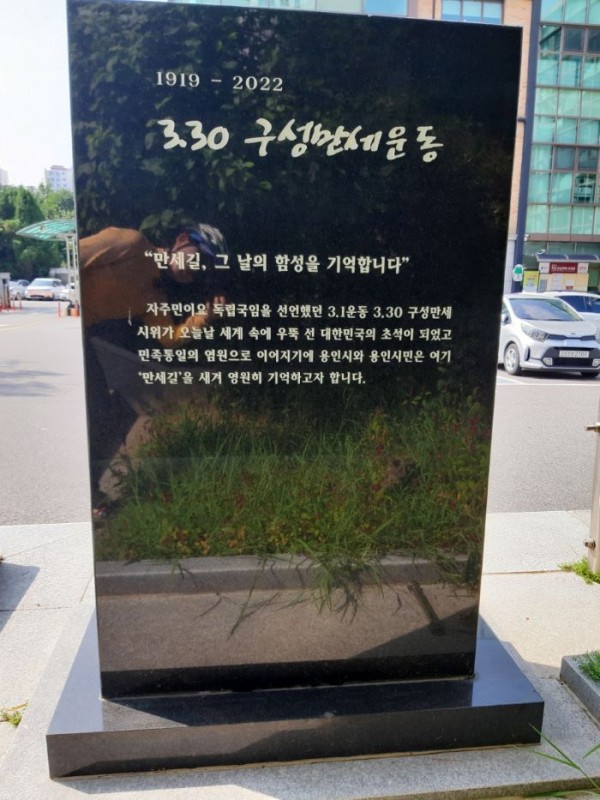 1919 - 2022
3.30 구성만세운동
“만세길, 그 날의 함성을 기억합니다”
자주민이요 독립국임을 선언했던 3.1운동 3.30 구성만세
시위가 오늘날 세계 속에 우뚝 선 대한민국의 초석이 되었고
민족통일의 염원으로 이어지기에 용인시와 용인시민은 여기
‘만세길’을 새겨 영원히 기억하고자 합니다.